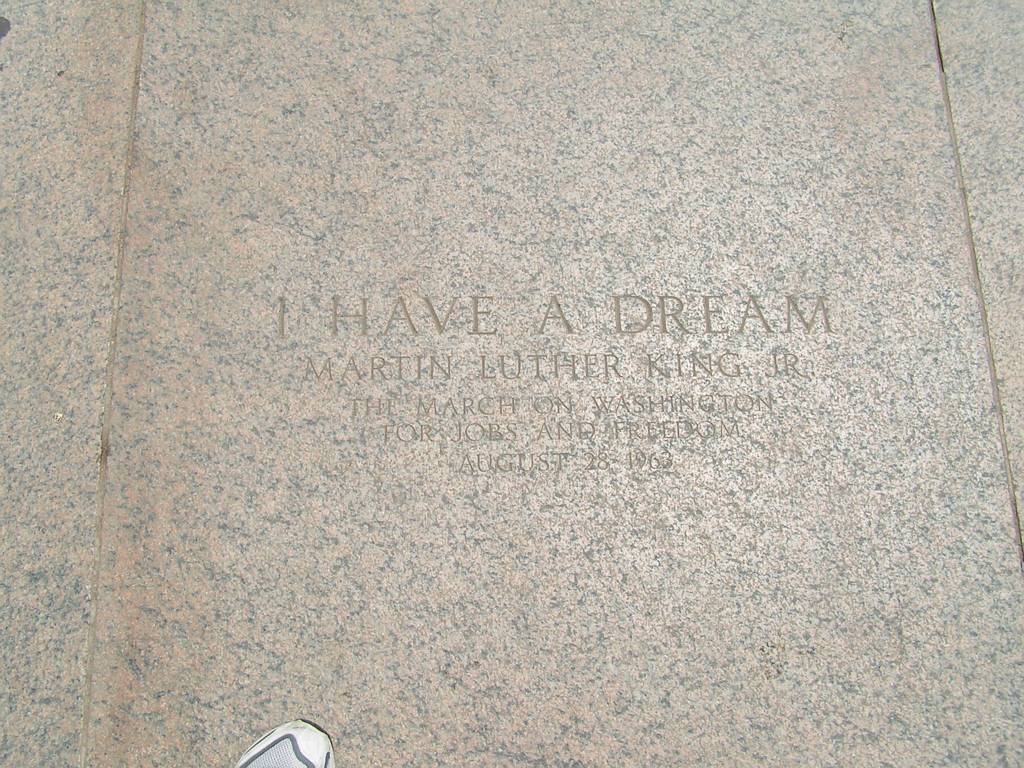 I HAVE A DREAM
MARTIN LUTHER KING JR.
THE MARCH ON WASHINGTON
FOR JOBS AND FREEDOM
AUGUST 28, 1963